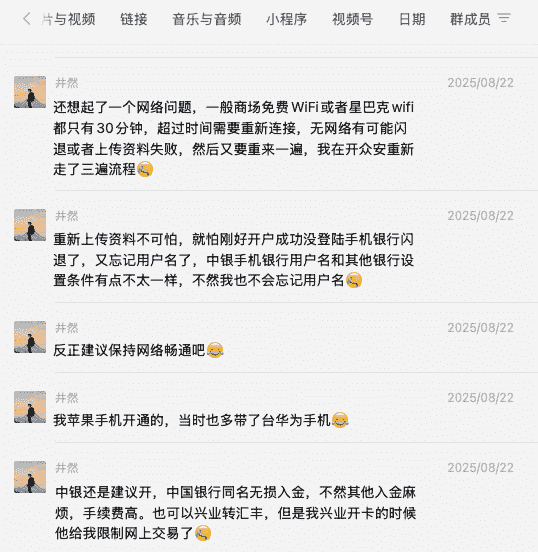 片与视频 链接 音乐与音频 小程序 视频号 日期 群成员
井然 2025/08/22
还想起了一个网络问题，一般商场免费WiFi或者星巴克wifi
都只有30分钟，超过时间需要重新连接，无网络有可能闪
退或者上传资料失败，然后又要重来一遍，我在开众安重新
走了三遍流程
井然 2025/08/22
重新上传资料不可怕，就怕刚好开户成功没登陆手机银行闪
退了，又忘记用户名了，中银手机银行用户名和其他银行设
置条件有点不太一样，不然我也不会忘记用户名
井然 2025/08/22
反正建议保持网络畅通吧😂
井然 2025/08/22
我苹果手机开通的，当时也多带了台华为手机😂
井然 2025/08/22
中银还是建议开，中国银行同名无损入金，不然其他入金麻
烦，手续费高。也可以兴业转汇丰，但是我兴业开卡的时候
他给我限制网上交易了